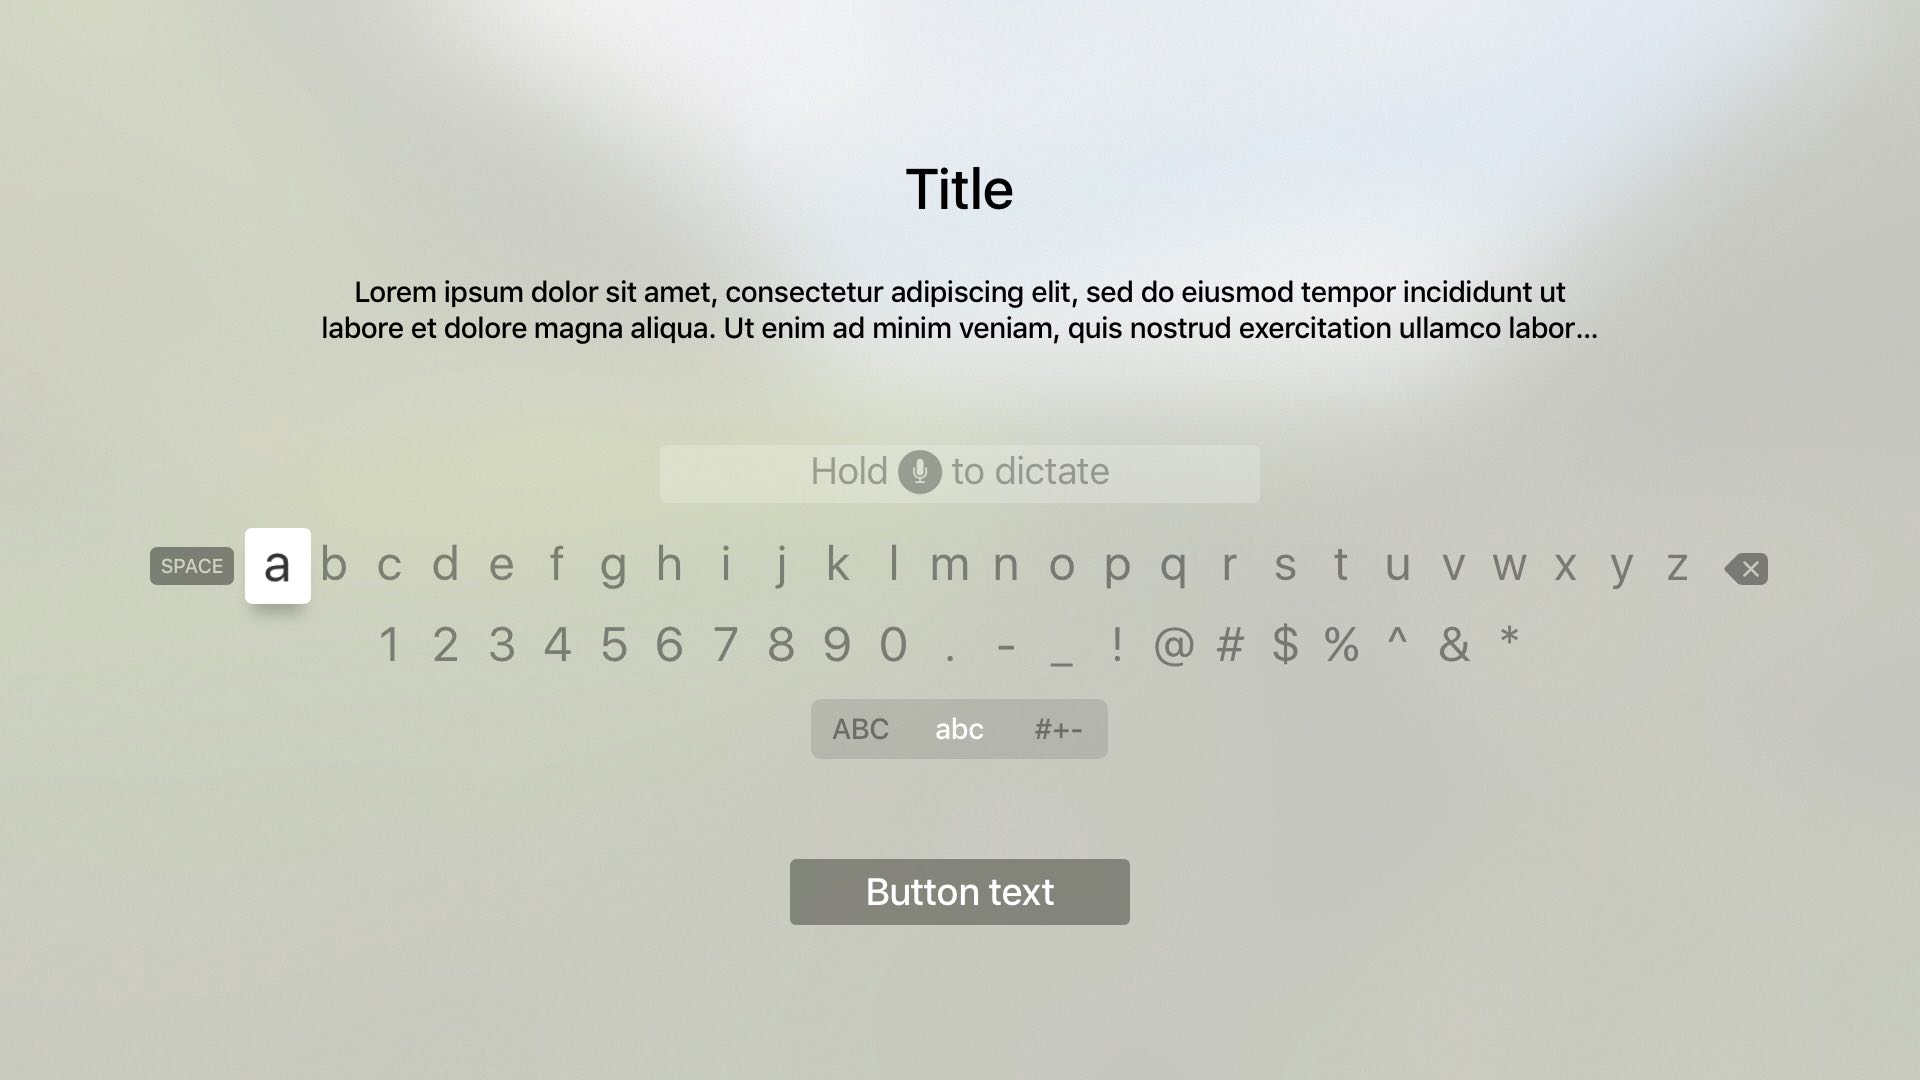 Title
Lorem ipsum dolor sit amet, consectetur adipiscing elit, sed do eiusmod tempor incididunt ut
labore et dolore magna aliqua. Ut enim ad minim veniam, quis nostrud exercitation ullamco labor...
Hold to dictate
SPACE a b c d e f g h i j k l m n o p q r s t u v w x y z
1 2 3 4 5 6 7 8 9 0 . - _ ! @ # $ % ^ & *
ABC abc #+-
Button text